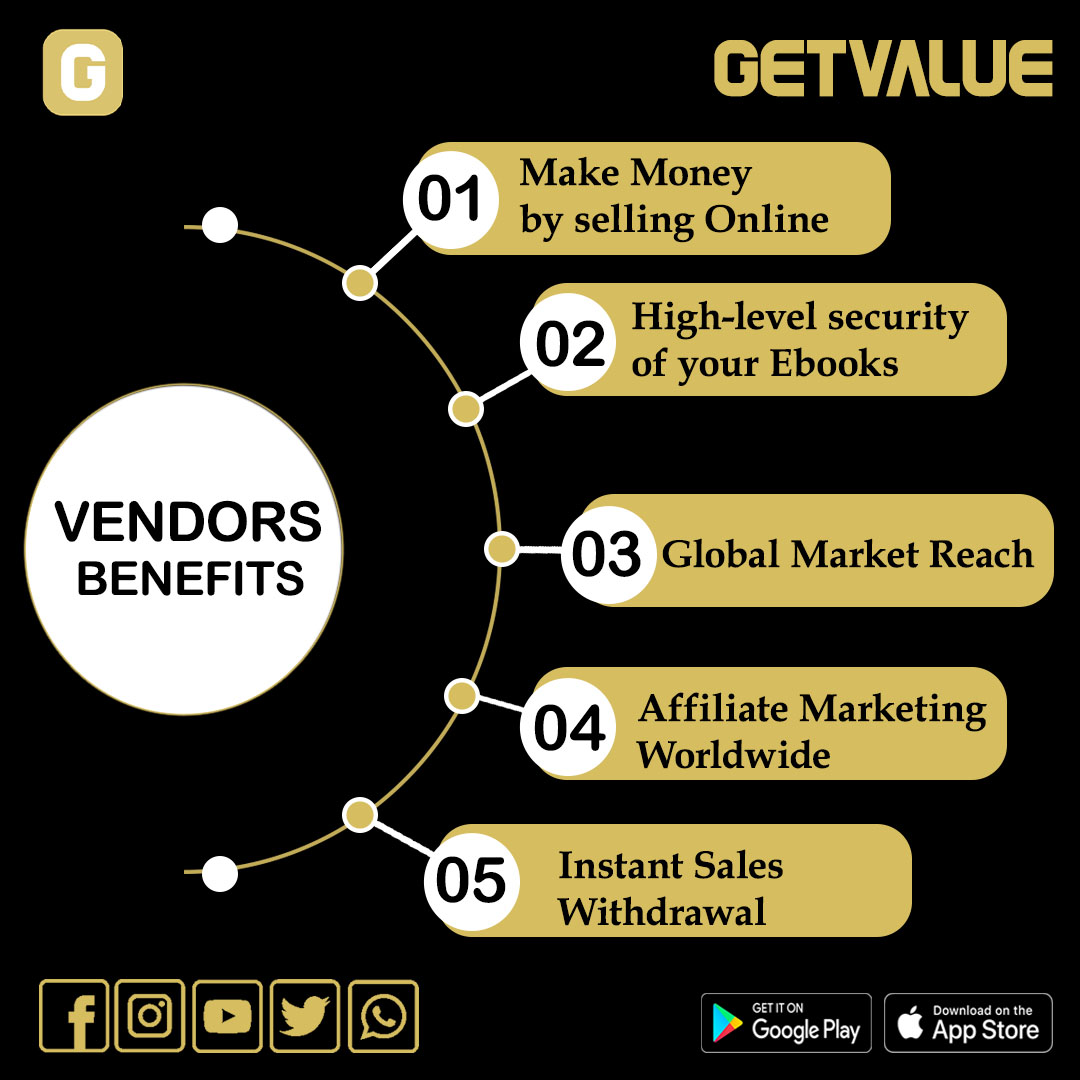 G
GETVALUE
01
Make Money
by selling Online
02
High-level security
of your Ebooks
VENDORS
BENEFITS
03
Global Market Reach
04
Affiliate Marketing
Worldwide
05
Instant Sales
Withdrawal
f
GET IT ON
Google Play
Download on the
App Store